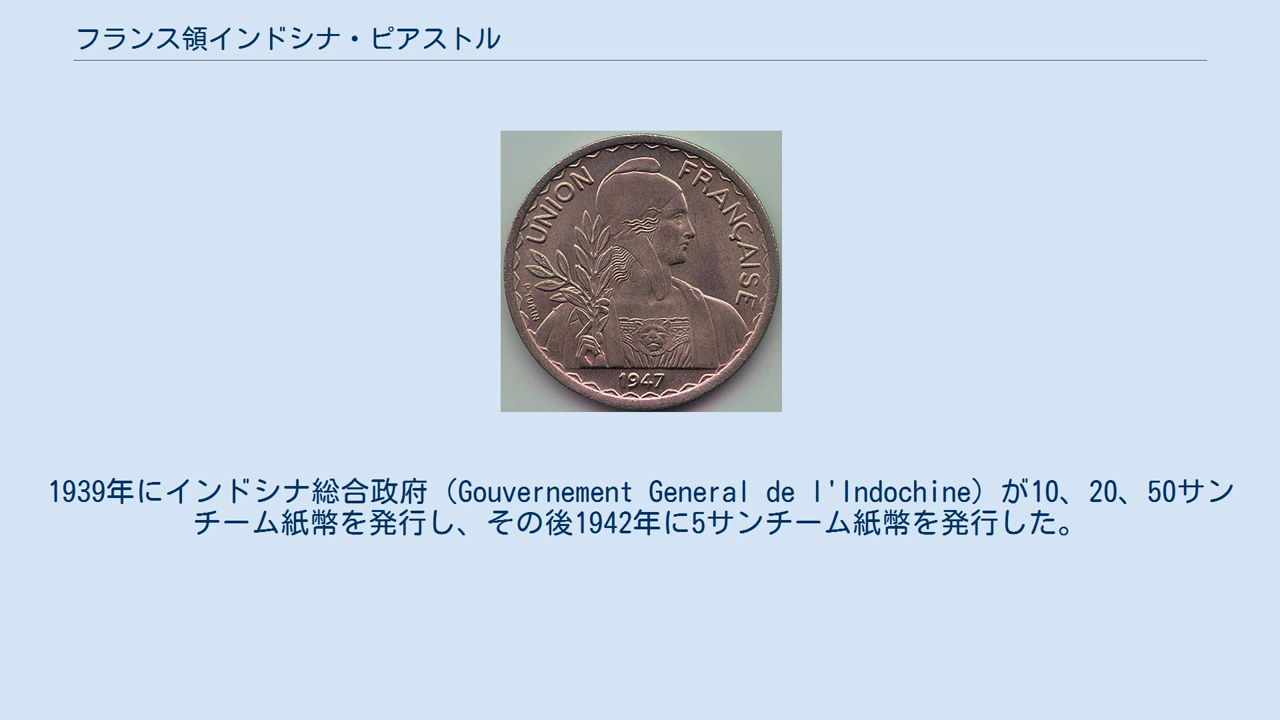 フランス領インドシナ・ピアストル
UNION FRANÇAISE
P.TURIN
1947
1939年にインドシナ総合政府（Gouvernement General de l'Indochine）が10、20、50サン
チーム紙幣を発行し、その後1942年に5サンチーム紙幣を発行した。